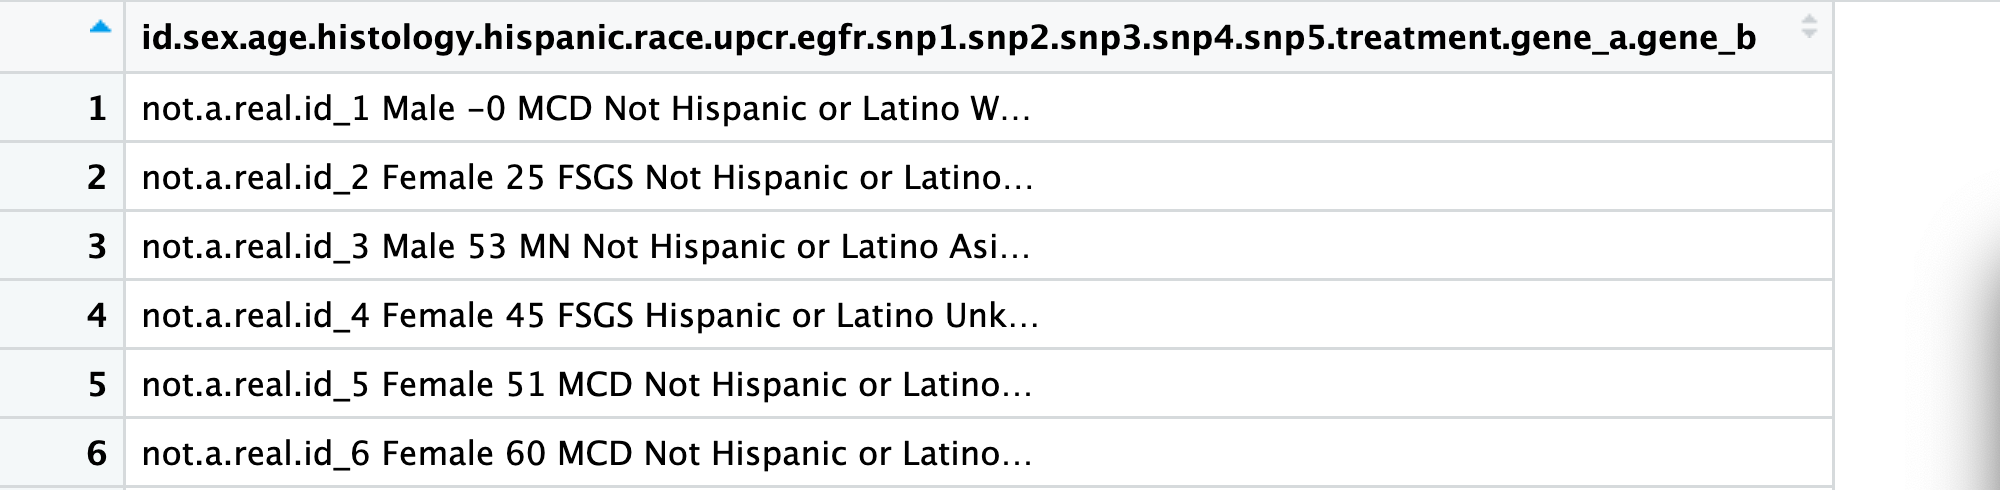 id.sex.age.histology.hispanic.race.upcr.egfr.snp1.snp2.snp3.snp4.snp5.treatment.gene_a.gene_b
1 not.a.real.id_1 Male -0 MCD Not Hispanic or Latino W...
2 not.a.real.id_2 Female 25 FSGS Not Hispanic or Latino...
3 not.a.real.id_3 Male 53 MN Not Hispanic or Latino Asi...
4 not.a.real.id_4 Female 45 FSGS Hispanic or Latino Unk...
5 not.a.real.id_5 Female 51 MCD Not Hispanic or Latino...
6 not.a.real.id_6 Female 60 MCD Not Hispanic or Latino...